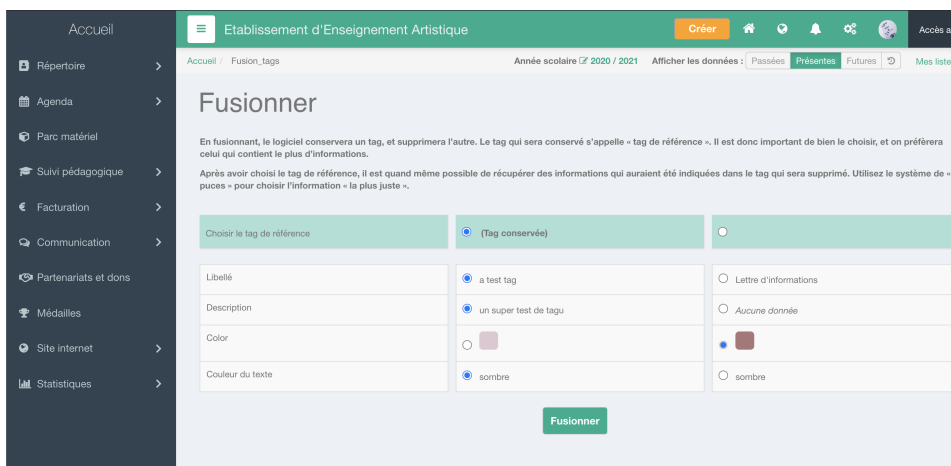 Accueil
Etablissement d'Enseignement Artistique
Créer
Accès a
Répertoire
Agenda
Parc matériel
Suivi pédagogique
Facturation
Communication
Partenariats et dons
Médailles
Site internet
Statistiques
Accueil / Fusion_tags
Année scolaire 2020 / 2021 Afficher les données : Passées Présentes Futures Mes liste
Fusionner
En fusionnant, le logiciel conservera un tag, et supprimera l'autre. Le tag qui sera conservé s'appelle « tag de référence ». Il est donc important de bien le choisir, et on préfèrera
celui qui contient le plus d'informations.
Après avoir choisi le tag de référence, il est quand même possible de récupérer des informations qui auraient été indiquées dans le tag qui sera supprimé. Utilisez le système de «
puces » pour choisir l'information « la plus juste ».
Choisir le tag de référence (Tag conservée)
Libellé a test tag Lettre d'informations
Description un super test de tagu Aucune donnée
Color
Couleur du texte sombre sombre
Fusionner